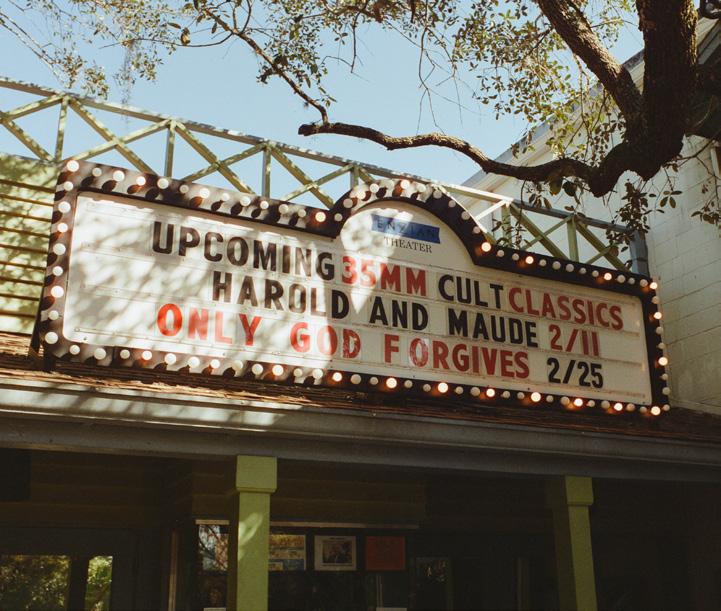 ENZIAN
THEATER
UPCOMING 35MM CULT CLASSICS
HAROLD AND MAUDE 2/11
ONLY GOD FORGIVES 2/25